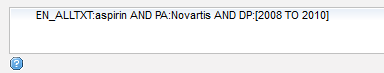 EN_ALLTXT:aspirin AND PA:Novartis AND DP:[2008 TO 2010]
?